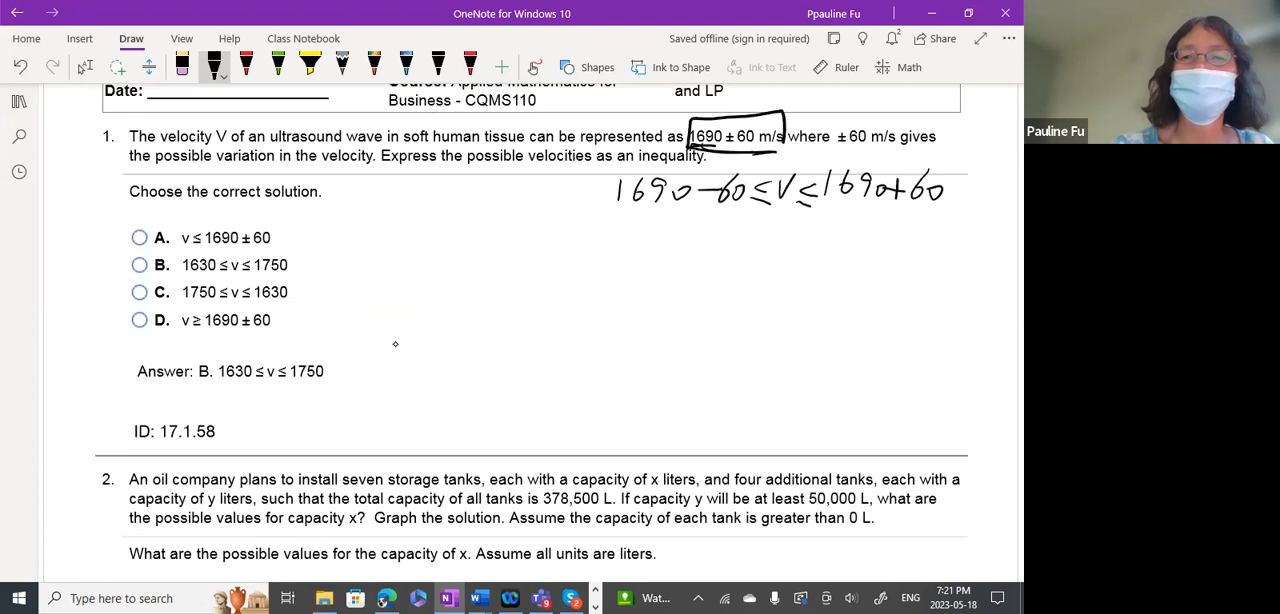 OneNote for Windows 10
Ppauline Fu
Home Insert Draw View Help Class Notebook
Saved offline (sign in required)
Share
Shapes Ink to Shape Ink to Text Ruler Math
Date:
Business - CQMS110
and LP
1. The velocity V of an ultrasound wave in soft human tissue can be represented as 1690 ± 60 m/s where ± 60 m/s gives
the possible variation in the velocity. Express the possible velocities as an inequality.
1690 - 60 ≤ V ≤ 1690 + 60
Choose the correct solution.
A. v ≤ 1690 ± 60
B. 1630 ≤ v ≤ 1750
C. 1750 ≤ v ≤ 1630
D. v ≥ 1690 ± 60
Answer: B. 1630 ≤ v ≤ 1750
ID: 17.1.58
2. An oil company plans to install seven storage tanks, each with a capacity of x liters, and four additional tanks, each with a
capacity of y liters, such that the total capacity of all tanks is 378,500 L. If capacity y will be at least 50,000 L, what are
the possible values for capacity x? Graph the solution. Assume the capacity of each tank is greater than 0 L.
What are the possible values for the capacity of x. Assume all units are liters.
Pauline Fu
Type here to search
Wat...
ENG
7:21 PM
2023-05-18